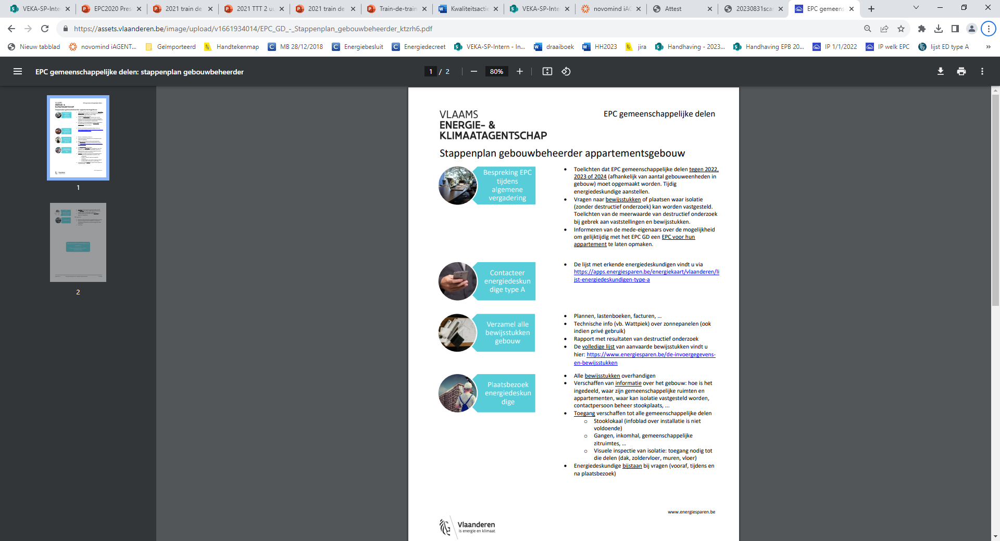 VEKA-SP-Inte
EPC2020 Pres
2021 train de
2021 TTT 2 uu
2021 train de
Train-de-train
Kwaliteitsactie
VEKA-SP-Inte
novomind iAG
Attest
20230831scan
EPC gemeens
https://assets.vlaanderen.be/image/upload/v1661934014/EPC_GD_-_Stappenplan_gebouwbeheerder_ktzrh6.pdf
Nieuw tabblad
novomind iAGENT...
Geïmporteerd
Handtekenmap
MB 28/12/2018
Energiebesluit
Energiedecreet
VEKA-SP-Intern - In...
draaiboek
HH2023
jira
Handhaving - 2023...
Handhaving EPB 20...
IP 1/1/2022
IP welk EPC
lijst ED type A
EPC gemeenschappelijke delen: stappenplan gebouwbeheerder
1 / 2
80%
1
2
VLAAMS
ENERGIE- &
KLIMAATAGENTSCHAP
EPC gemeenschappelijke delen
Stappenplan gebouwbeheerder appartementsgebouw
Bespreking EPC
tijdens
algemene
vergadering
• Toelichten dat EPC gemeenschappelijke delen tegen 2022,
2023 of 2024 (afhankelijk van aantal gebouweenheden in
gebouw) moet opgemaakt worden. Tijdig
energiedeskundige aanstellen.
• Vragen naar bewijsstukken of plaatsen waar isolatie
(zonder destructief onderzoek) kan worden vastgesteld.
Toelichten van de meerwaarde van destructief onderzoek
bij gebrek aan vaststellingen en bewijsstukken.
• Informeren van de mede-eigenaars over de mogelijkheid
om gelijktijdig met het EPC GD een EPC voor hun
appartement te laten opmaken.
Contacteer
energiedeskun
dige type A
• De lijst met erkende energiedeskundigen vindt u via
https://apps.energiesparen.be/energiekaart/vlaanderen/li
jst-energiedeskundigen-type-a
Verzamel alle
bewijsstukken
gebouw
• Plannen, lastenboeken, facturen, ...
• Technische info (vb. Wattpiek) over zonnepanelen (ook
indien privé gebruik)
• Rapport met resultaten van destructief onderzoek
• De volledige lijst van aanvaarde bewijsstukken vindt u
hier: https://www.energiesparen.be/de-invoergegevens-
en-bewijsstukken
Plaatsbezoek
energiedeskun
dige
• Alle bewijsstukken overhandigen
• Verschaffen van informatie over het gebouw: hoe is het
ingedeeld, waar zijn gemeenschappelijke ruimten en
appartementen, waar kan isolatie vastgesteld worden,
contactpersoon beheer stookplaats, ...
• Toegang verschaffen tot alle gemeenschappelijke delen
o Stooklokaal (infoblad over installatie is niet
voldoende)
o Gangen, inkomhal, gemeenschappelijke
zitruimtes, ...
o Visuele inspectie van isolatie: toegang nodig tot
die delen (dak, zoldervloer, muren, vloer)
• Energiedeskundige bijstaan bij vragen (vooraf, tijdens en
na plaatsbezoek)
www.energiesparen.be
Vlaanderen
is energie en klimaat